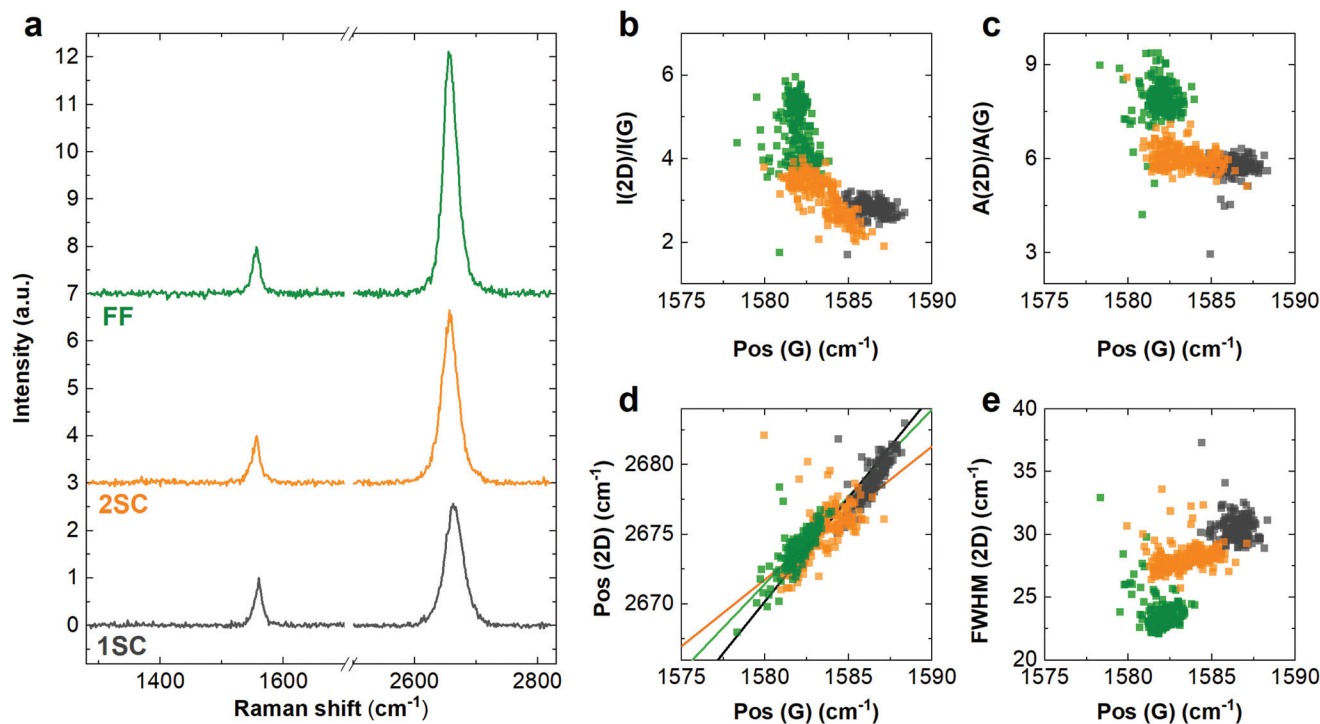 a
12
11
10
9
8
7
6
5
4
3
2
1
0
Intensity (a.u.)
FF
2SC
1SC
1400
1600
2600
2800
Raman shift (cm⁻¹)
b
6
4
2
I(2D)/I(G)
1575
1580
1585
1590
Pos (G) (cm⁻¹)
c
9
6
3
A(2D)/A(G)
1575
1580
1585
1590
Pos (G) (cm⁻¹)
d
2680
2675
2670
Pos (2D) (cm⁻¹)
1575
1580
1585
1590
Pos (G) (cm⁻¹)
e
40
35
30
25
20
FWHM (2D) (cm⁻¹)
1575
1580
1585
1590
Pos (G) (cm⁻¹)